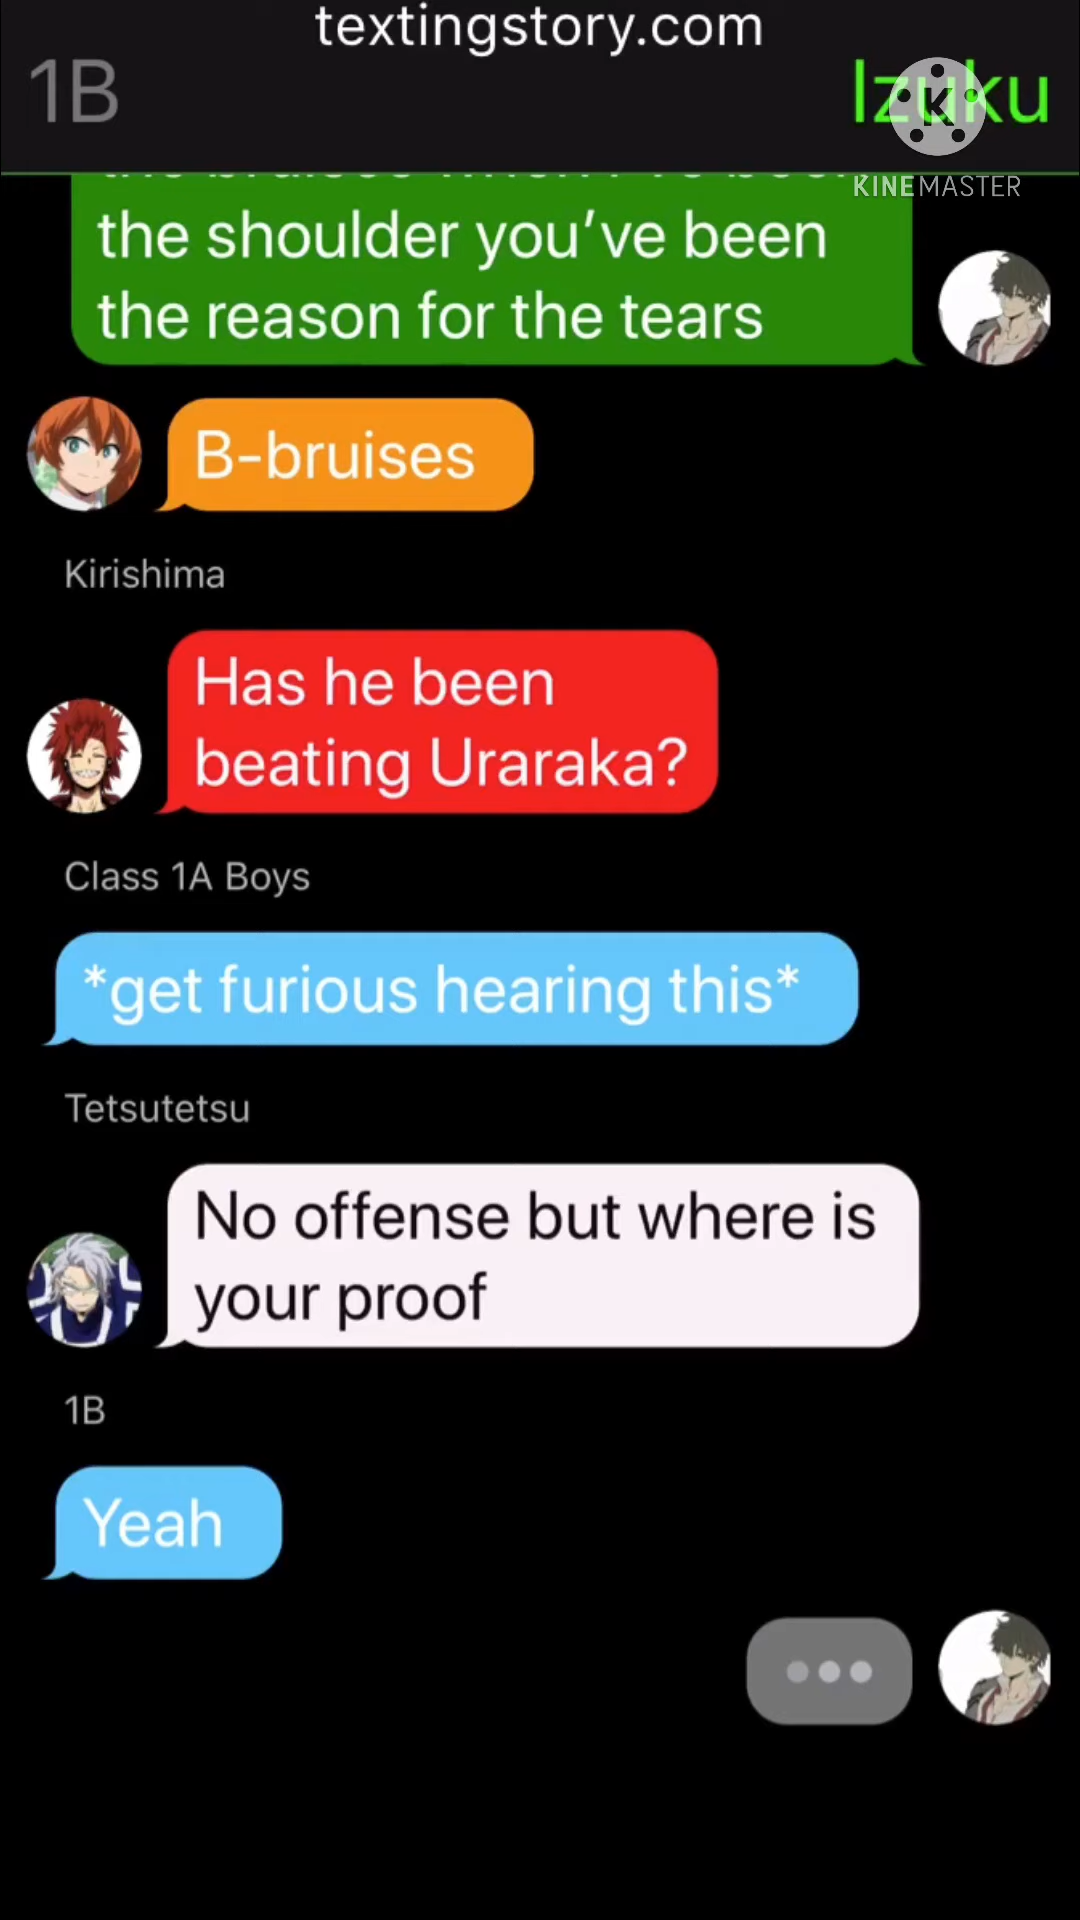 textingstory.com
1B
Izuku
KINEMASTER
the shoulder you've been
the reason for the tears
B-bruises
Kirishima
Has he been
beating Uraraka?
Class 1A Boys
*get furious hearing this*
Tetsutetsu
No offense but where is
your proof
1B
Yeah